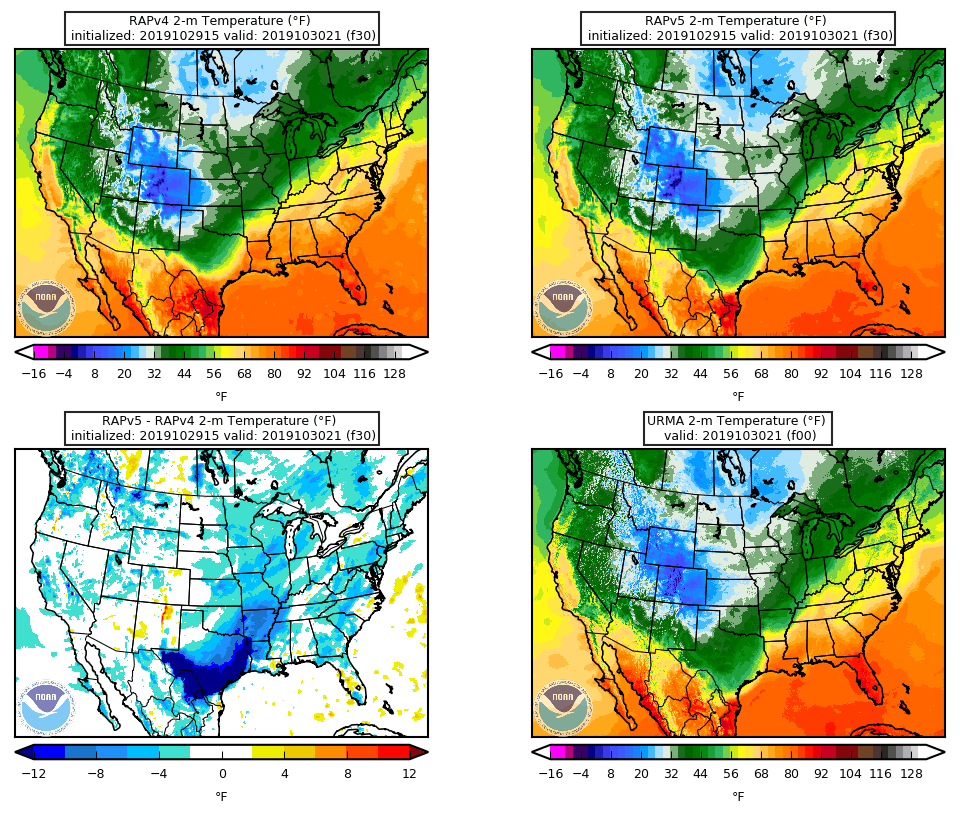 RAPv4 2-m Temperature (°F)
initialized: 2019102915 valid: 2019103021 (f30)
NOAA
−16 −4 8 20 32 44 56 68 80 92 104 116 128
°F
RAPv5 2-m Temperature (°F)
initialized: 2019102915 valid: 2019103021 (f30)
NOAA
−16 −4 8 20 32 44 56 68 80 92 104 116 128
°F
RAPv5 - RAPv4 2-m Temperature (°F)
initialized: 2019102915 valid: 2019103021 (f30)
NOAA
−12 −8 −4 0 4 8 12
°F
URMA 2-m Temperature (°F)
valid: 2019103021 (f00)
NOAA
−16 −4 8 20 32 44 56 68 80 92 104 116 128
°F